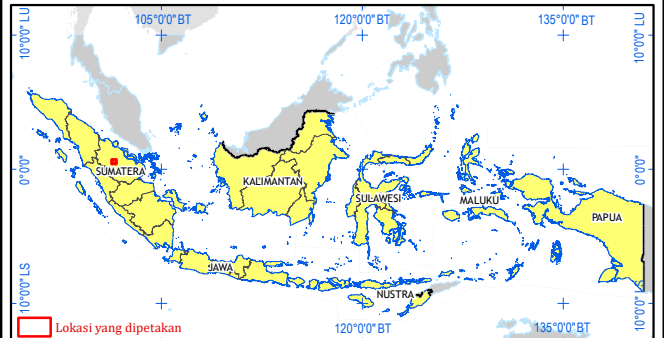 105°0'0" BT
120°0'0" BT
135°0'0" BT
10°0'0" LU
10°0'0" LU
0°0'0"
0°0'0"
SUMATERA
KALIMANTAN
SULAWESI
MALUKU
PAPUA
JAWA
NUSTRA
10°0'0" LS
10°0'0" LS
Lokasi yang dipetakan
120°0'0" BT
135°0'0" BT